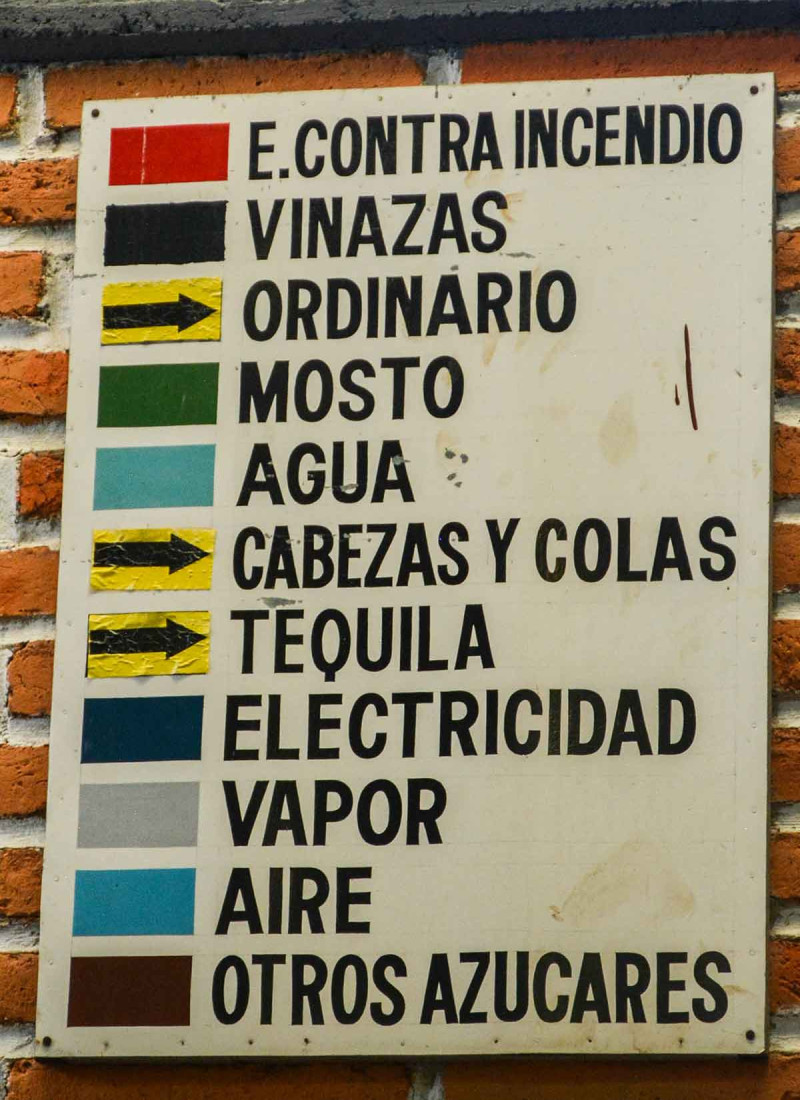 E. CONTRA INCENDIO
VINAZAS
ORDINARIO
MOSTO
AGUA
CABEZAS Y COLAS
TEQUILA
ELECTRICIDAD
VAPOR
AIRE
OTROS AZUCARES